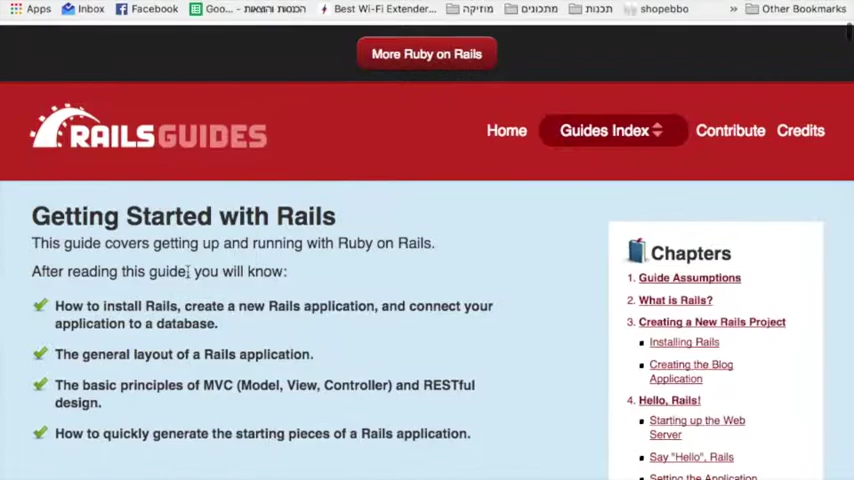 Apps Inbox Facebook Goo... - הכנסות והוצאות Best Wi-Fi Extender... מוזיקה מתכונים תכנות shopebbo » Other Bookmarks
More Ruby on Rails
RAILSGUIDES
Home Guides Index Contribute Credits
Getting Started with Rails
This guide covers getting up and running with Ruby on Rails.
After reading this guide, you will know:
How to install Rails, create a new Rails application, and connect your
application to a database.
The general layout of a Rails application.
The basic principles of MVC (Model, View, Controller) and RESTful
design.
How to quickly generate the starting pieces of a Rails application.
Chapters
1. Guide Assumptions
2. What is Rails?
3. Creating a New Rails Project
Installing Rails
Creating the Blog
Application
4. Hello, Rails!
Starting up the Web
Server
Say "Hello", Rails
Setting the Application